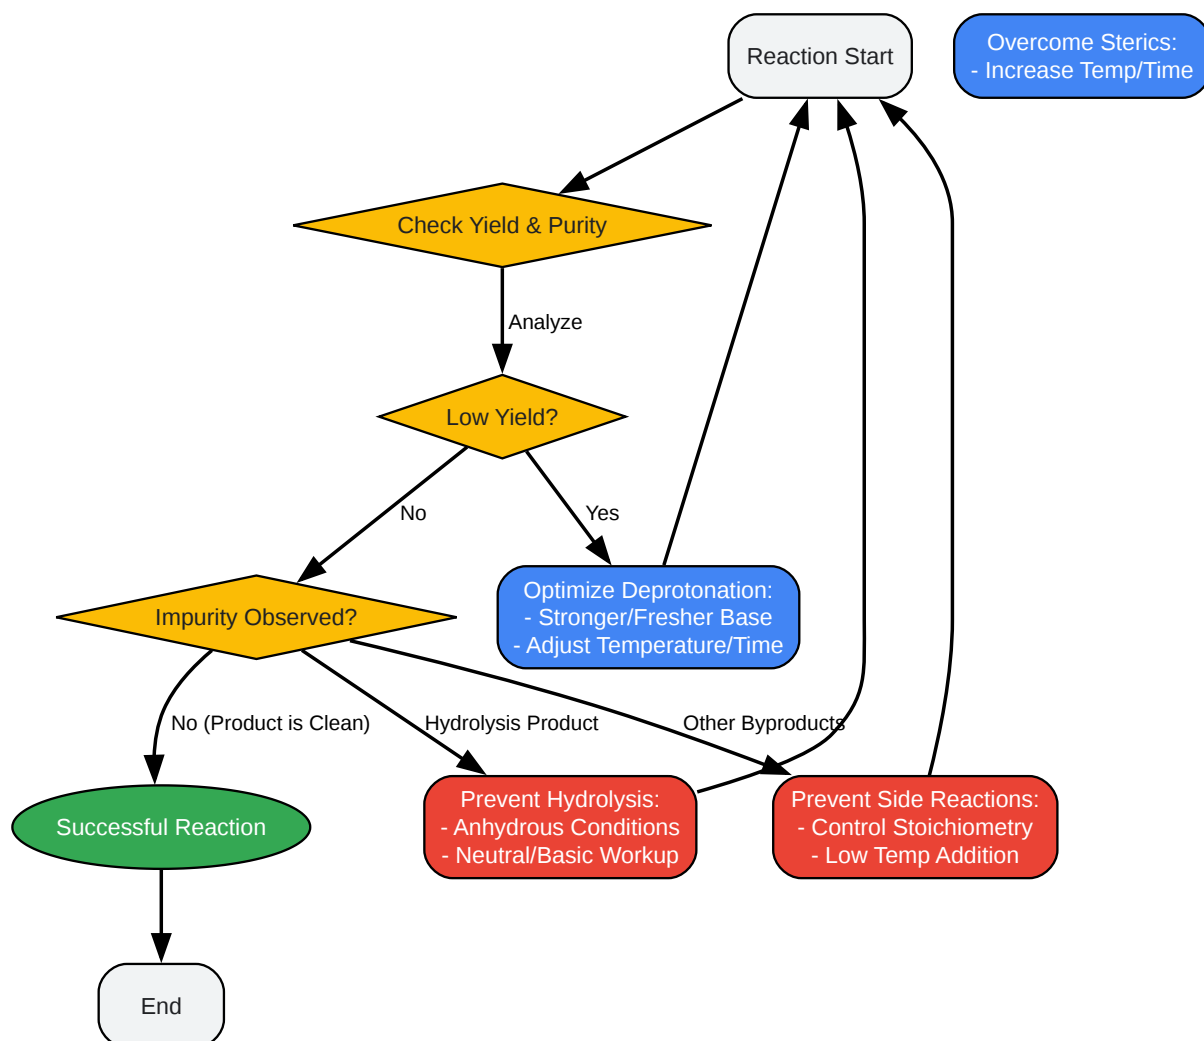 Reaction Start
Overcome Sterics:
- Increase Temp/Time
Check Yield & Purity
Analyze
Low Yield?
No
Yes
Optimize Deprotonation:
- Stronger/Fresher Base
- Adjust Temperature/Time
Impurity Observed?
No (Product is Clean)
Hydrolysis Product
Other Byproducts
Successful Reaction
Prevent Hydrolysis:
- Anhydrous Conditions
- Neutral/Basic Workup
Prevent Side Reactions:
- Control Stoichiometry
- Low Temp Addition
End